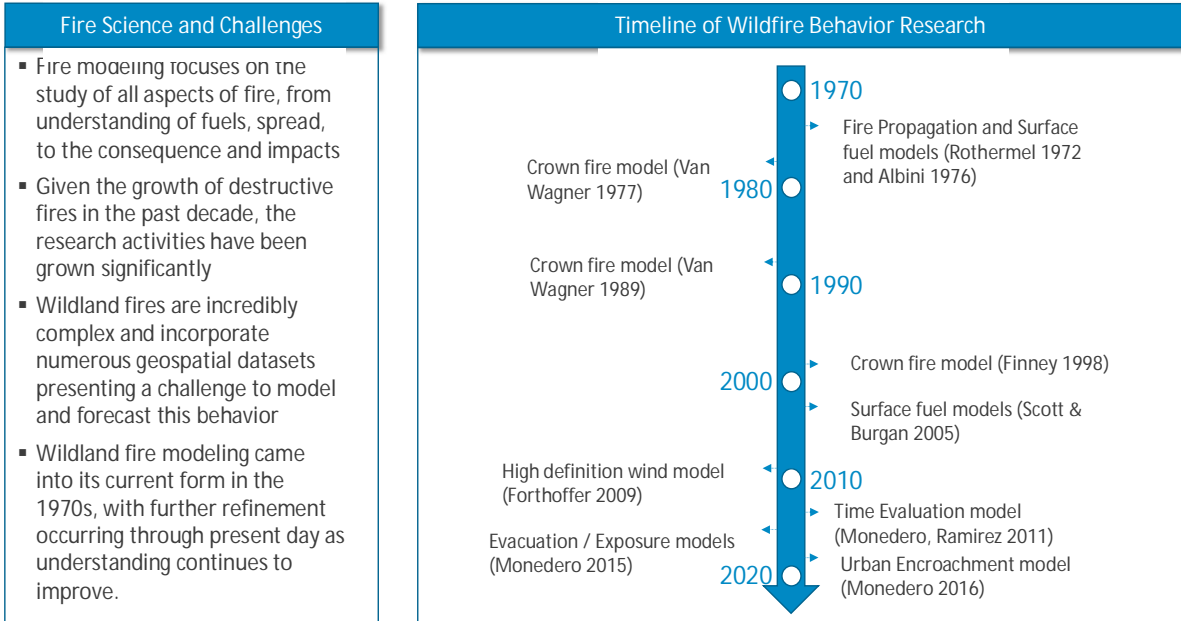 Fire Science and Challenges
▪ Fire modeling focuses on the
study of all aspects of fire, from
understanding of fuels, spread,
to the consequence and impacts
▪ Given the growth of destructive
fires in the past decade, the
research activities have been
grown significantly
▪ Wildland fires are incredibly
complex and incorporate
numerous geospatial datasets
presenting a challenge to model
and forecast this behavior
▪ Wildland fire modeling came
into its current form in the
1970s, with further refinement
occurring through present day as
understanding continues to
improve.
Timeline of Wildfire Behavior Research
1970
Fire Propagation and Surface
fuel models (Rothermel 1972
and Albini 1976)
Crown fire model (Van
Wagner 1977)
1980
Crown fire model (Van
Wagner 1989)
1990
Crown fire model (Finney 1998)
2000
Surface fuel models (Scott &
Burgan 2005)
High definition wind model
(Forthoffer 2009)
2010
Time Evaluation model
(Monedero, Ramirez 2011)
Evacuation / Exposure models
(Monedero 2015)
Urban Encroachment model
(Monedero 2016)
2020